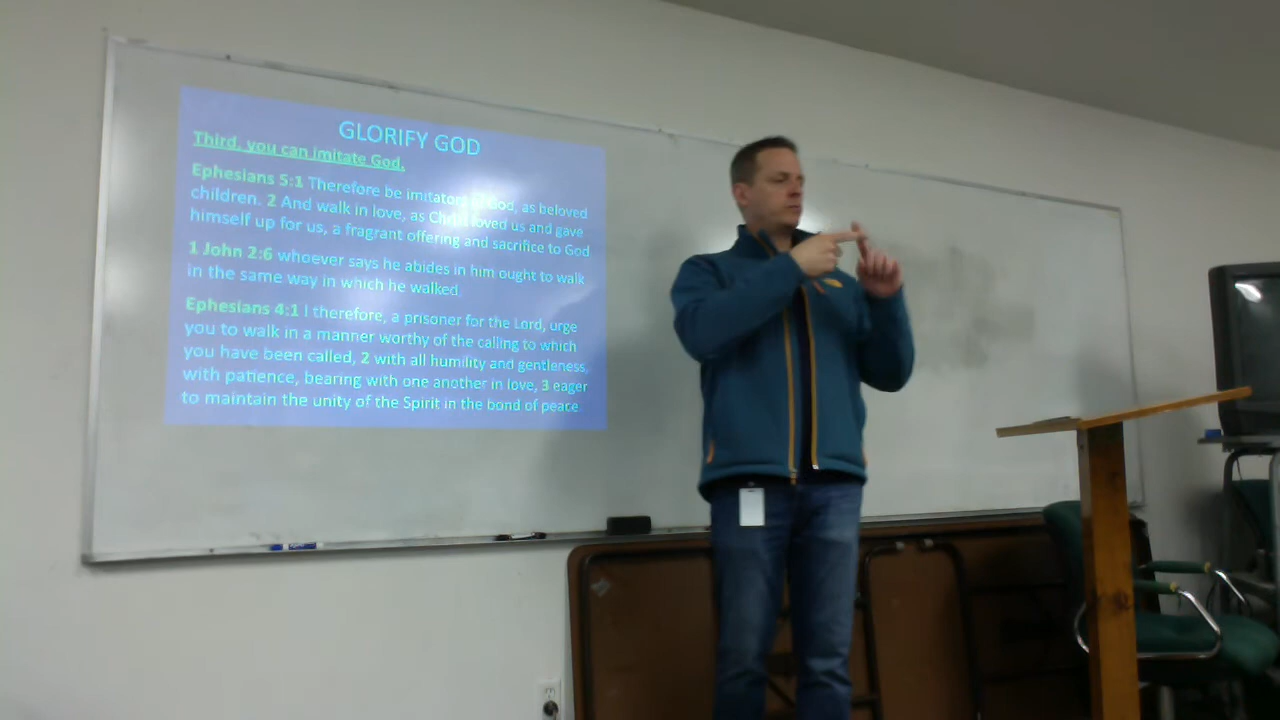 GLORIFY GOD
Third, you can imitate God.
Ephesians 5:1 Therefore be imitators God, as beloved
children. 2 And walk in love, as Christ loved us and gave
himself up for us, a fragrant offering and sacrifice to God
1 John 2:6 whoever says he abides in him ought to walk
in the same way in which he walked.
Ephesians 4:1 I therefore, a prisoner for the Lord, urge
you to walk in a manner worthy of the calling to which
you have been called, 2 with all humility and gentleness,
with patience, bearing with one another in love, 3 eager
to maintain the unity of the Spirit in the bond of peace